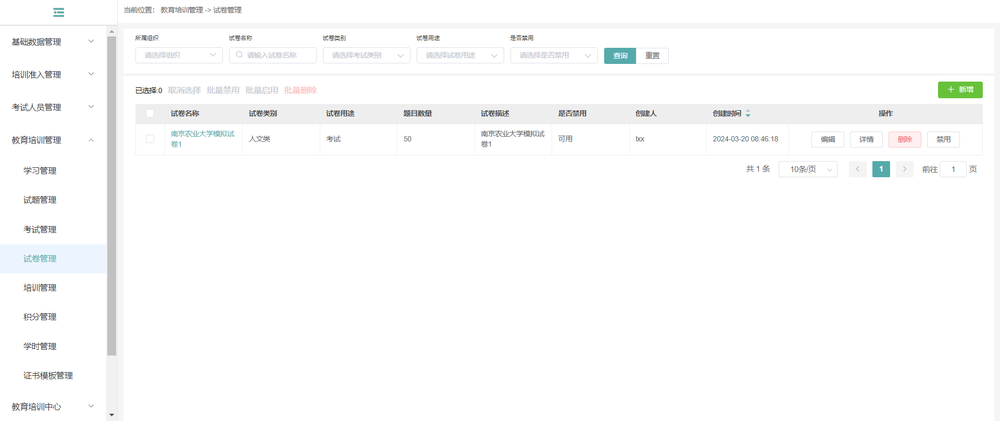 当前位置： 教育培训管理 -> 试卷管理
基础数据管理
培训准入管理
考试人员管理
教育培训管理
学习管理
试题管理
考试管理
试卷管理
培训管理
积分管理
学时管理
证书模板管理
教育培训中心
所属组织 试卷名称 试卷类别 试卷用途 是否禁用
请选择组织 请输入试卷名称 请选择考试类别 请选择试卷用途 请选择是否禁用 查询 重置
已选择:0 取消选择 批量禁用 批量启用 批量删除 新增
试卷名称 试卷类别 试卷用途 题目数量 试卷描述 是否禁用 创建人 创建时间 操作
南京农业大学模拟试卷1 人文类 考试 50 南京农业大学模拟试卷1 可用 lxx 2024-03-20 08:46:18 编辑 详情 删除 禁用
共 1 条 10条/页 1 前往 1 页